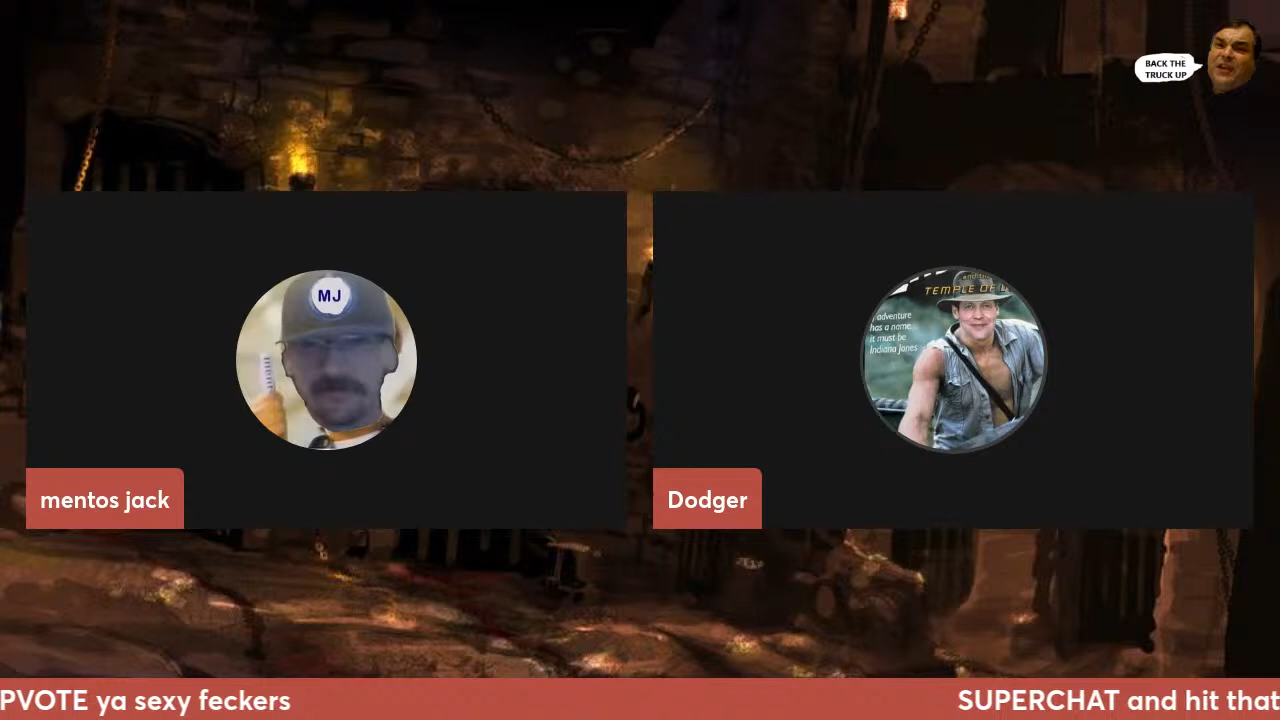 BACK THE
TRUCK UP
MJ
TEMPLE OF
adventure
has a name.
it must be
Indiana Jones
mentos jack
Dodger
PVOTE ya sexy feckers
SUPERCHAT and hit that